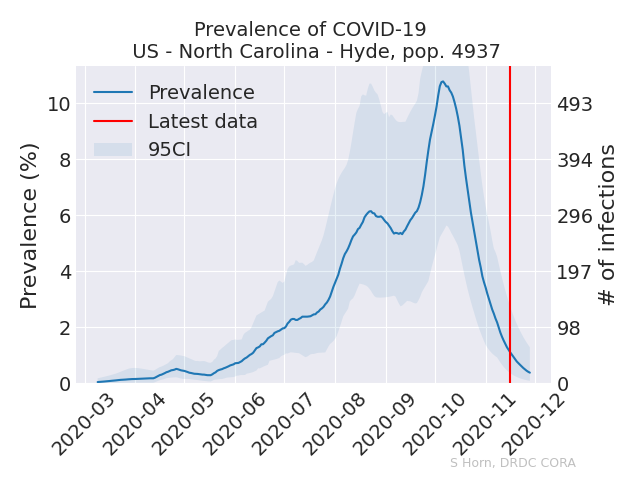 Prevalence of COVID-19
US - North Carolina - Hyde, pop. 4937
Prevalence
Latest data
95CI
Prevalence (%)
10
8
6
4
2
0
493
394
296
197
98
0
# of infections
2020-03
2020-04
2020-05
2020-06
2020-07
2020-08
2020-09
2020-10
2020-11
2020-12
S Horn, DRDC CORA